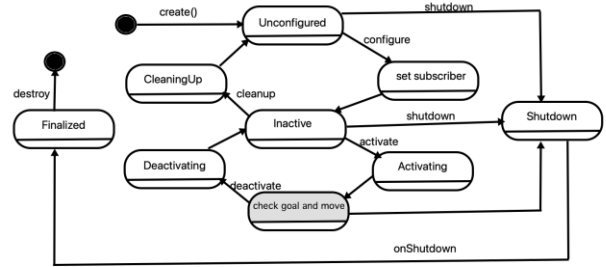 create()
Unconfigured
shutdown
configure
destroy
CleaningUp
cleanup
set subscriber
Finalized
Inactive
shutdown
Shutdown
activate
Deactivating
Activating
deactivate
check goal and move
onShutdown